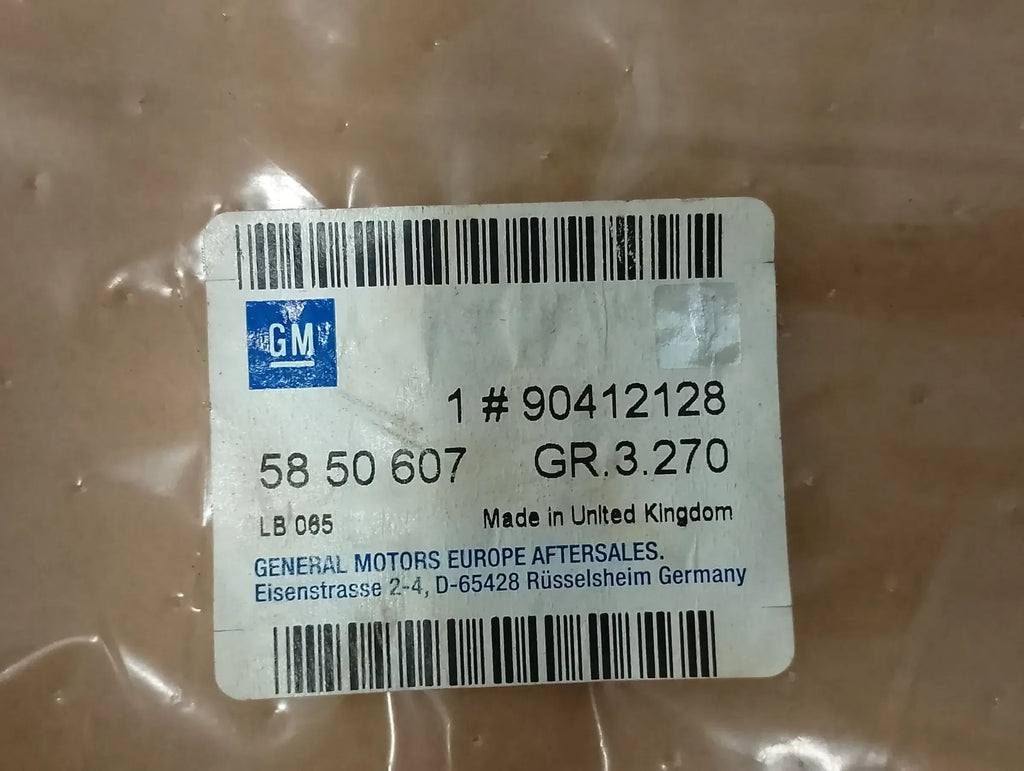 GM
1 # 90412128
58 50 607 GR.3.270
LB 065 Made in United Kingdom
GENERAL MOTORS EUROPE AFTERSALES.
Eisenstrasse 2-4, D-65428 Rüsselsheim Germany